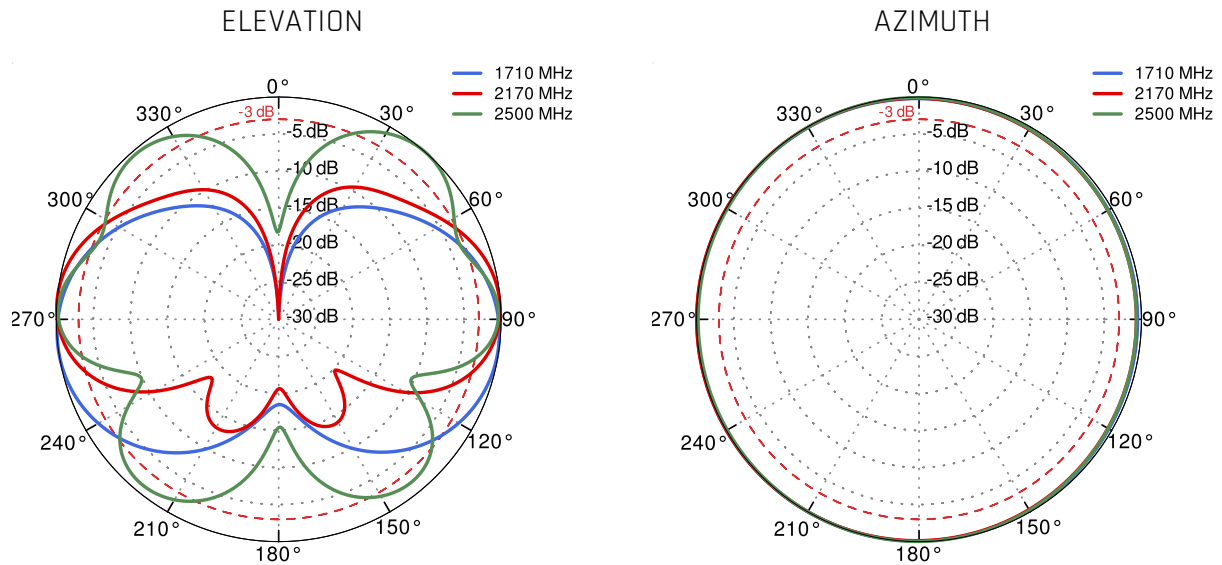 ELEVATION
1710 MHz
2170 MHz
2500 MHz
0°
30°
60°
90°
120°
150°
180°
210°
240°
270°
300°
330°
-3 dB
-5 dB
-10 dB
-15 dB
-20 dB
-25 dB
-30 dB
AZIMUTH
1710 MHz
2170 MHz
2500 MHz
0°
30°
60°
90°
120°
150°
180°
210°
240°
270°
300°
330°
-3 dB
-5 dB
-10 dB
-15 dB
-20 dB
-25 dB
-30 dB